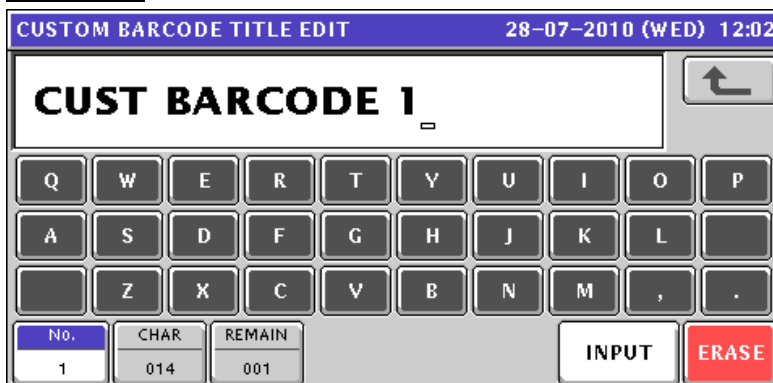 CUSTOM BARCODE TITLE EDIT 28-07-2010 (WED) 12:02
CUST BARCODE 1
Q W E R T Y U I O P
A S D F G H J K L
Z X C V B N M , .
No. CHAR REMAIN
INPUT ERASE
1 014 001